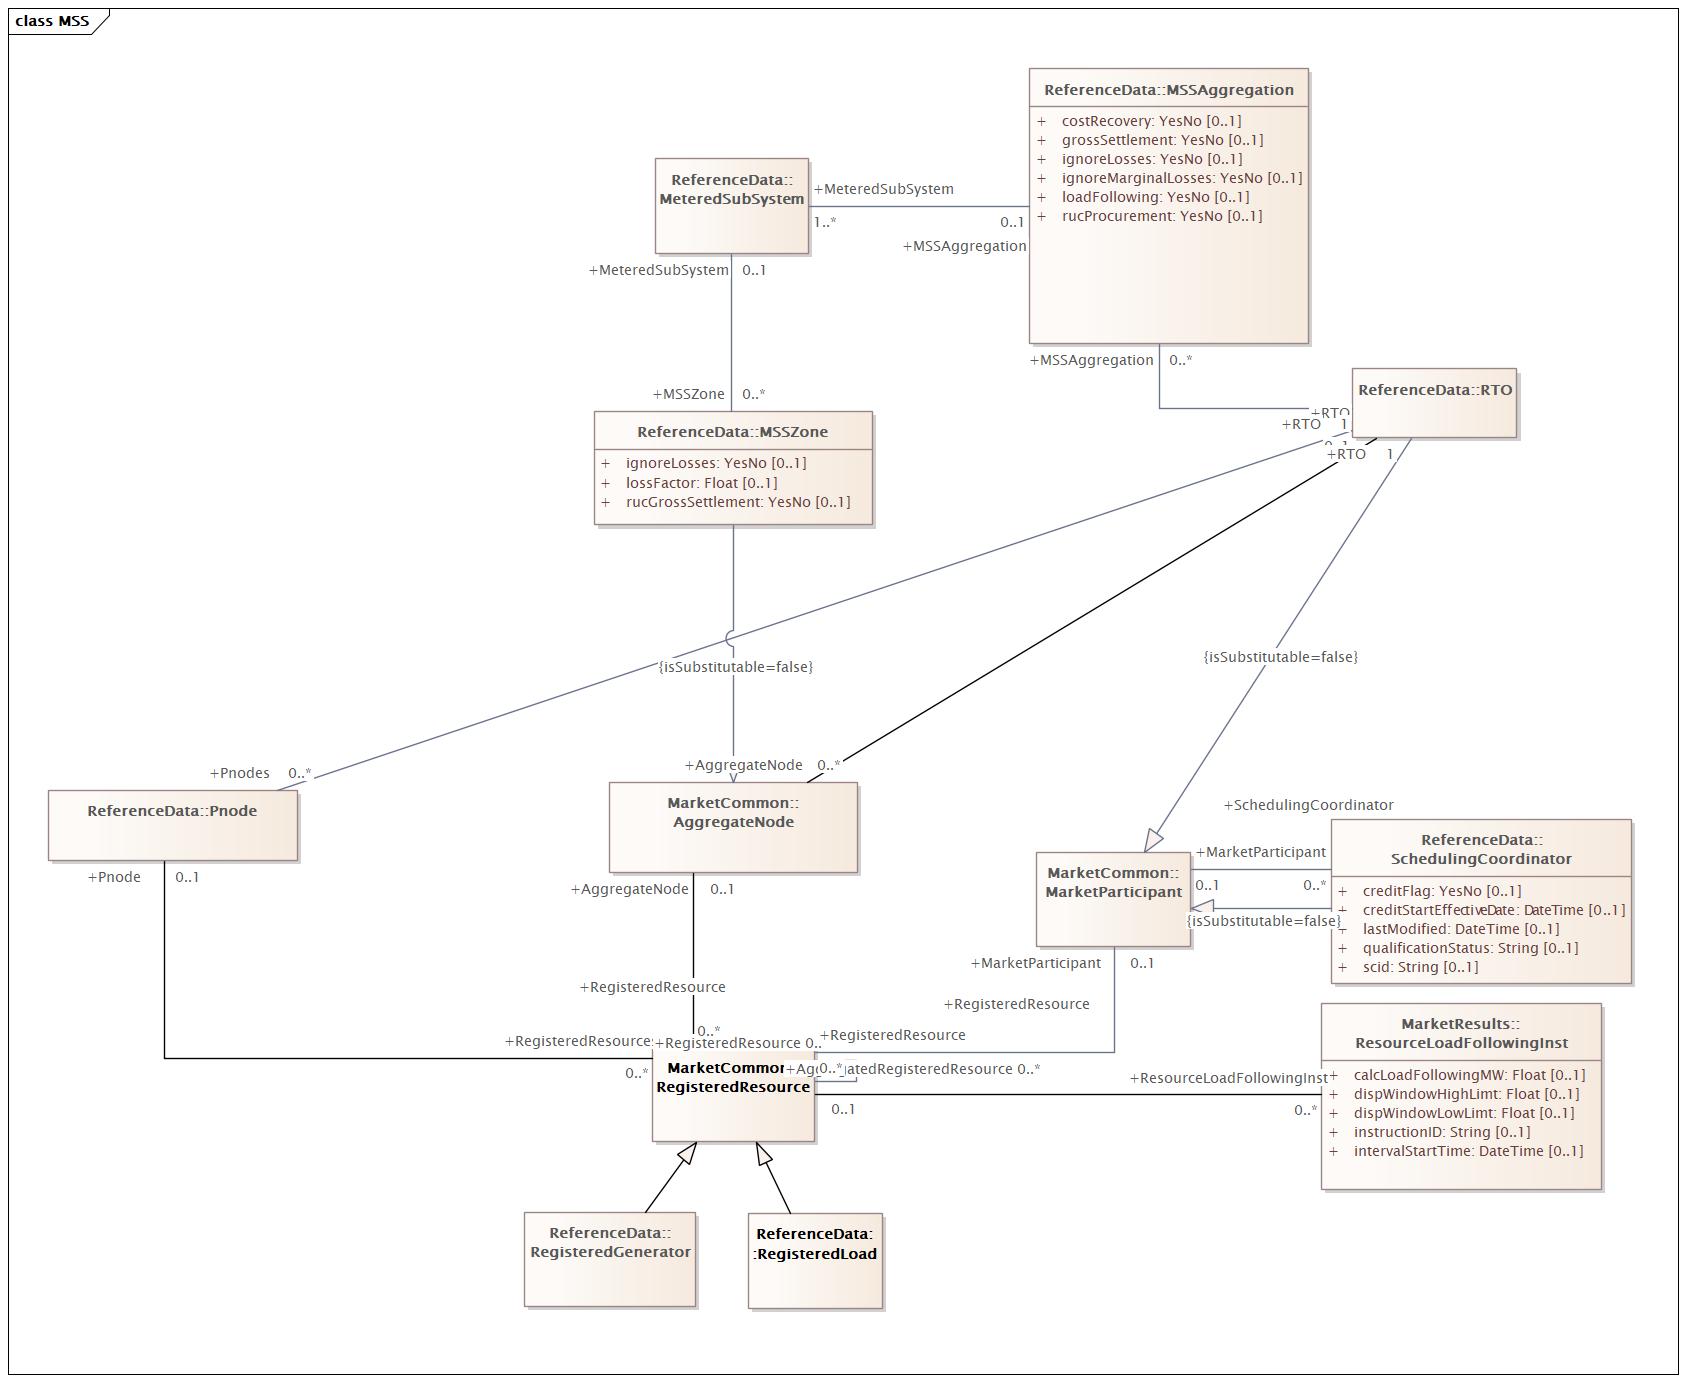 class MSS
ReferenceData::MSSAggregation
+ costRecovery: YesNo [0..1]
+ grossSettlement: YesNo [0..1]
+ ignoreLosses: YesNo [0..1]
+ ignoreMarginalLosses: YesNo [0..1]
+ loadFollowing: YesNo [0..1]
+ rucProcurement: YesNo [0..1]
ReferenceData::
MeteredSubSystem
+MeteredSubSystem
1..*
0..1
+MSSAggregation
+MeteredSubSystem 0..1
+MSSAggregation 0..*
ReferenceData::RTO
+MSSZone 0..*
+RTO
+RTO 1
+RTO 1
ReferenceData::MSSZone
+ ignoreLosses: YesNo [0..1]
+ lossFactor: Float [0..1]
+ rucGrossSettlement: YesNo [0..1]
{isSubstitutable=false}
{isSubstitutable=false}
+Pnodes 0..*
+AggregateNode 0..*
ReferenceData::Pnode
MarketCommon::
AggregateNode
+SchedulingCoordinator
ReferenceData::
SchedulingCoordinator
+ creditFlag: YesNo [0..1]
+ creditStartEffectiveDate: DateTime [0..1]
+ lastModified: DateTime [0..1]
+ qualificationStatus: String [0..1]
+ scid: String [0..1]
+MarketParticipant
0..1
0..*
{isSubstitutable=false}
MarketCommon::
MarketParticipant
+Pnode 0..1
+AggregateNode 0..1
+MarketParticipant 0..1
+RegisteredResource
+RegisteredResource
0..*
+RegisteredResource
+RegisteredResource 0..
+RegisteredResource
0..*
MarketCommon
RegisteredResource
0..*
0..*
0..1
+ResourceLoadFollowingInst
0..*
MarketResults::
ResourceLoadFollowingInst
+ calcLoadFollowingMW: Float [0..1]
+ dispWindowHighLimt: Float [0..1]
+ dispWindowLowLimt: Float [0..1]
+ instructionID: String [0..1]
+ intervalStartTime: DateTime [0..1]
ReferenceData::
RegisteredGenerator
ReferenceData:
:RegisteredLoad